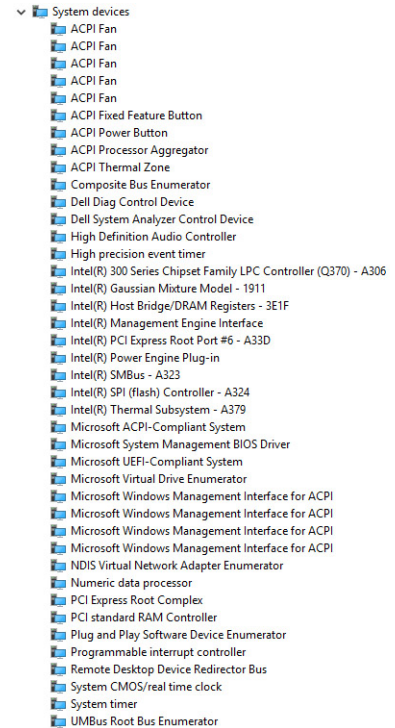 System devices
ACPI Fan
ACPI Fan
ACPI Fan
ACPI Fan
ACPI Fan
ACPI Fixed Feature Button
ACPI Power Button
ACPI Processor Aggregator
ACPI Thermal Zone
Composite Bus Enumerator
Dell Diag Control Device
Dell System Analyzer Control Device
High Definition Audio Controller
High precision event timer
Intel(R) 300 Series Chipset Family LPC Controller (Q370) - A306
Intel(R) Gaussian Mixture Model - 1911
Intel(R) Host Bridge/DRAM Registers - 3E1F
Intel(R) Management Engine Interface
Intel(R) PCI Express Root Port #6 - A33D
Intel(R) Power Engine Plug-in
Intel(R) SMBus - A323
Intel(R) SPI (flash) Controller - A324
Intel(R) Thermal Subsystem - A379
Microsoft ACPI-Compliant System
Microsoft System Management BIOS Driver
Microsoft UEFI-Compliant System
Microsoft Virtual Drive Enumerator
Microsoft Windows Management Interface for ACPI
Microsoft Windows Management Interface for ACPI
Microsoft Windows Management Interface for ACPI
Microsoft Windows Management Interface for ACPI
NDIS Virtual Network Adapter Enumerator
Numeric data processor
PCI Express Root Complex
PCI standard RAM Controller
Plug and Play Software Device Enumerator
Programmable interrupt controller
Remote Desktop Device Redirector Bus
System CMOS/real time clock
System timer
UMBus Root Bus Enumerator